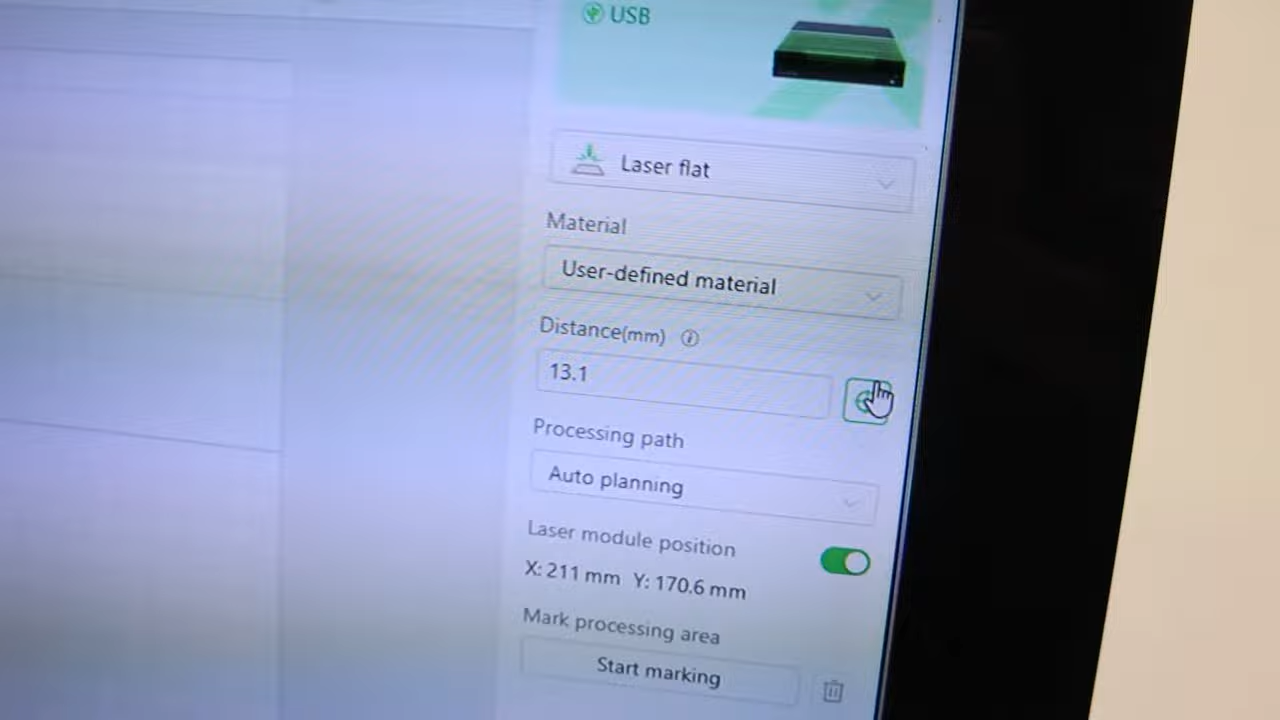 USB
Laser flat
Material
User-defined material
Distance(mm)
13.1
Processing path
Auto planning
Laser module position
X: 211 mm Y: 170.6 mm
Mark processing area
Start marking